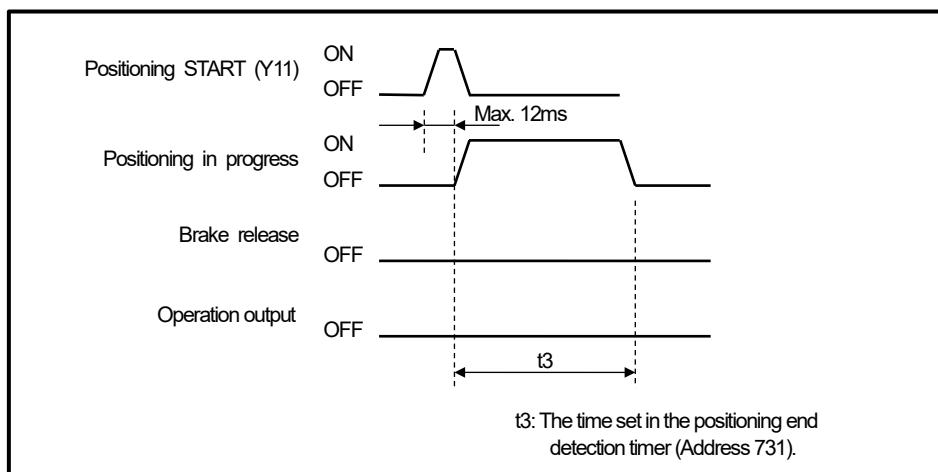 Positioning START (Y11)
ON
OFF
Max. 12ms
Positioning in progress
ON
OFF
Brake release
OFF
Operation output
OFF
t3
t3: The time set in the positioning end
detection timer (Address 731).